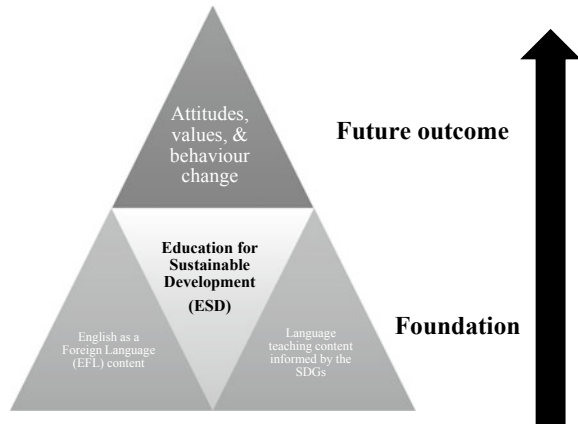 Attitudes,
values, &
behaviour
change
Future outcome
Education for
Sustainable
Development
(ESD)
English as a
Foreign Language
(EFL) content
Language
teaching content
informed by the
SDGs
Foundation